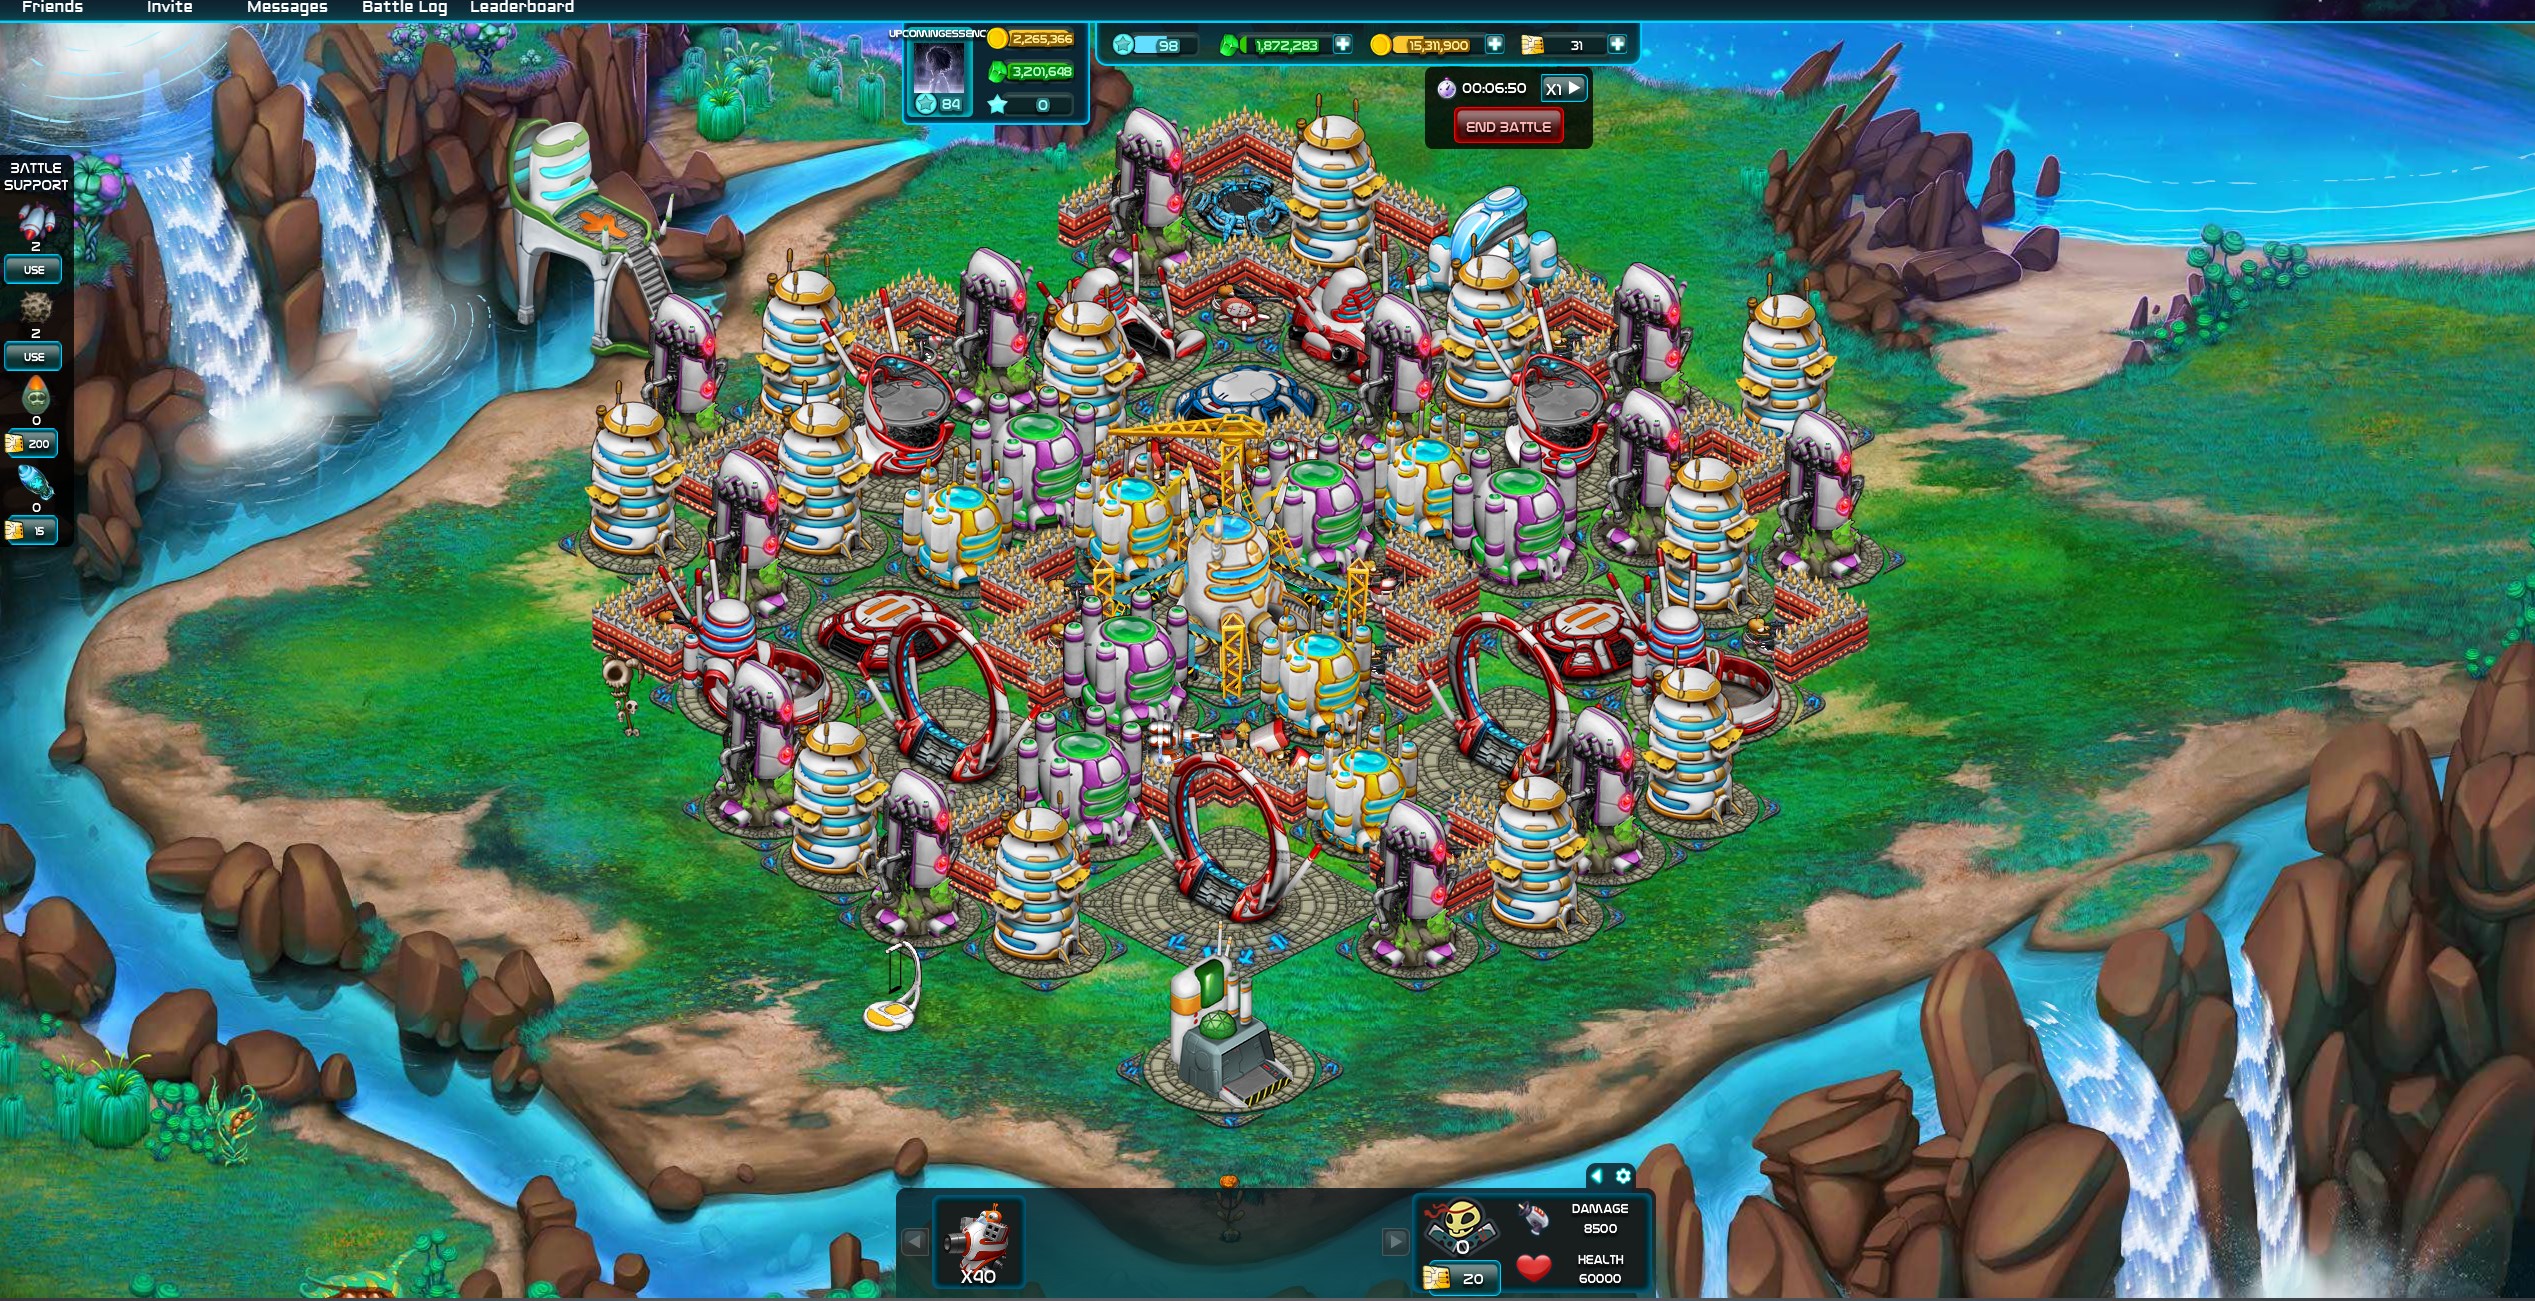 Friends
Invite
Messages
Battle Log
Leaderboard
UPCOMINGESSENC
2,265,366
3,201,648
84
0
98
1,872,283
15,311,900
31
00:06:50
X1
END BATTLE
BATTLE
SUPPORT
2
USE
2
USE
0
200
0
15
X40
0
20
DAMAGE
8500
HEALTH
60000